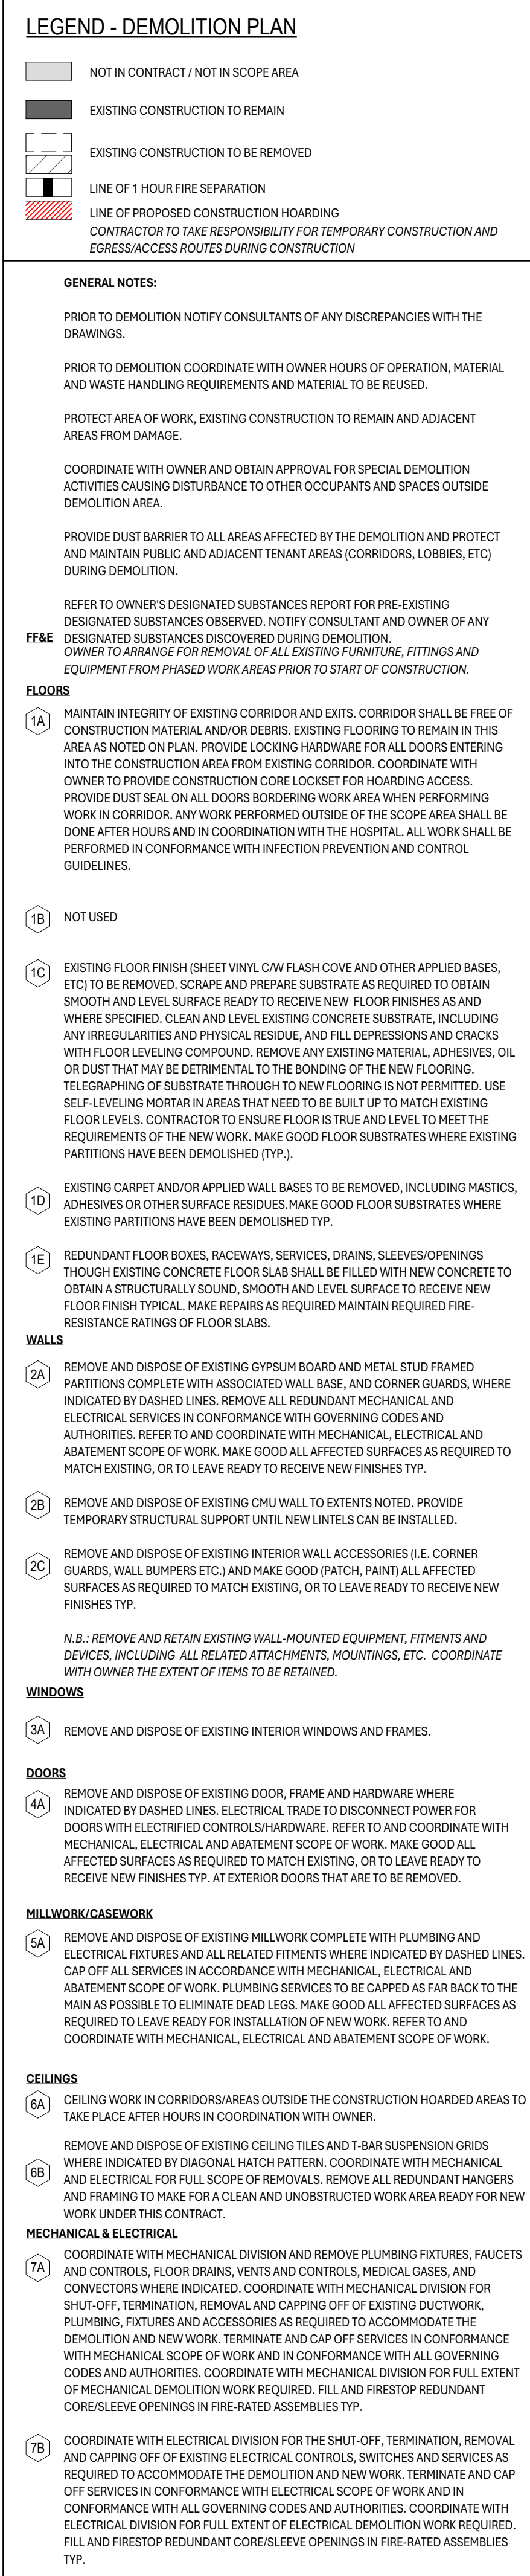 LEGEND - DEMOLITION PLAN
NOT IN CONTRACT / NOT IN SCOPE AREA
EXISTING CONSTRUCTION TO REMAIN
EXISTING CONSTRUCTION TO BE REMOVED
LINE OF 1 HOUR FIRE SEPARATION
LINE OF PROPOSED CONSTRUCTION HOARDING
CONTRACTOR TO TAKE RESPONSIBILITY FOR TEMPORARY CONSTRUCTION AND
EGRESS/ACCESS ROUTES DURING CONSTRUCTION
GENERAL NOTES:
PRIOR TO DEMOLITION NOTIFY CONSULTANTS OF ANY DISCREPANCIES WITH THE
DRAWINGS.
PRIOR TO DEMOLITION COORDINATE WITH OWNER HOURS OF OPERATION, MATERIAL
AND WASTE HANDLING REQUIREMENTS AND MATERIAL TO BE REUSED.
PROTECT AREA OF WORK, EXISTING CONSTRUCTION TO REMAIN AND ADJACENT
AREAS FROM DAMAGE.
COORDINATE WITH OWNER AND OBTAIN APPROVAL FOR SPECIAL DEMOLITION
ACTIVITIES CAUSING DISTURBANCE TO OTHER OCCUPANTS AND SPACES OUTSIDE
DEMOLITION AREA.
PROVIDE DUST BARRIER TO ALL AREAS AFFECTED BY THE DEMOLITION AND PROTECT
AND MAINTAIN PUBLIC AND ADJACENT TENANT AREAS (CORRIDORS, LOBBIES, ETC)
DURING DEMOLITION.
REFER TO OWNER'S DESIGNATED SUBSTANCES REPORT FOR PRE-EXISTING
DESIGNATED SUBSTANCES OBSERVED. NOTIFY CONSULTANT AND OWNER OF ANY
DESIGNATED SUBSTANCES DISCOVERED DURING DEMOLITION.
FF&E
OWNER TO ARRANGE FOR REMOVAL OF ALL EXISTING FURNITURE, FITTINGS AND
EQUIPMENT FROM PHASED WORK AREAS PRIOR TO START OF CONSTRUCTION.
FLOORS
1A MAINTAIN INTEGRITY OF EXISTING CORRIDOR AND EXITS. CORRIDOR SHALL BE FREE OF
CONSTRUCTION MATERIAL AND/OR DEBRIS. EXISTING FLOORING TO REMAIN IN THIS
AREA AS NOTED ON PLAN. PROVIDE LOCKING HARDWARE FOR ALL DOORS ENTERING
INTO THE CONSTRUCTION AREA FROM EXISTING CORRIDOR. COORDINATE WITH
OWNER TO PROVIDE CONSTRUCTION CORE LOCKSET FOR HOARDING ACCESS.
PROVIDE DUST SEAL ON ALL DOORS BORDERING WORK AREA WHEN PERFORMING
WORK IN CORRIDOR. ANY WORK PERFORMED OUTSIDE OF THE SCOPE AREA SHALL BE
DONE AFTER HOURS AND IN COORDINATION WITH THE HOSPITAL. ALL WORK SHALL BE
PERFORMED IN CONFORMANCE WITH INFECTION PREVENTION AND CONTROL
GUIDELINES.
1B NOT USED
1C EXISTING FLOOR FINISH (SHEET VINYL C/W FLASH COVE AND OTHER APPLIED BASES,
ETC) TO BE REMOVED. SCRAPE AND PREPARE SUBSTRATE AS REQUIRED TO OBTAIN
SMOOTH AND LEVEL SURFACE READY TO RECEIVE NEW FLOOR FINISHES AS AND
WHERE SPECIFIED. CLEAN AND LEVEL EXISTING CONCRETE SUBSTRATE, INCLUDING
ANY IRREGULARITIES AND PHYSICAL RESIDUE, AND FILL DEPRESSIONS AND CRACKS
WITH FLOOR LEVELING COMPOUND. REMOVE ANY EXISTING MATERIAL, ADHESIVES, OIL
OR DUST THAT MAY BE DETRIMENTAL TO THE BONDING OF THE NEW FLOORING.
TELEGRAPHING OF SUBSTRATE THROUGH TO NEW FLOORING IS NOT PERMITTED. USE
SELF-LEVELING MORTAR IN AREAS THAT NEED TO BE BUILT UP TO MATCH EXISTING
FLOOR LEVELS. CONTRACTOR TO ENSURE FLOOR IS TRUE AND LEVEL TO MEET THE
REQUIREMENTS OF THE NEW WORK. MAKE GOOD FLOOR SUBSTRATES WHERE EXISTING
PARTITIONS HAVE BEEN DEMOLISHED (TYP.).
1D EXISTING CARPET AND/OR APPLIED WALL BASES TO BE REMOVED, INCLUDING MASTICS,
ADHESIVES OR OTHER SURFACE RESIDUES.MAKE GOOD FLOOR SUBSTRATES WHERE
EXISTING PARTITIONS HAVE BEEN DEMOLISHED TYP.
1E REDUNDANT FLOOR BOXES, RACEWAYS, SERVICES, DRAINS, SLEEVES/OPENINGS
THOUGH EXISTING CONCRETE FLOOR SLAB SHALL BE FILLED WITH NEW CONCRETE TO
OBTAIN A STRUCTURALLY SOUND, SMOOTH AND LEVEL SURFACE TO RECEIVE NEW
FLOOR FINISH TYPICAL. MAKE REPAIRS AS REQUIRED MAINTAIN REQUIRED FIRE-
RESISTANCE RATINGS OF FLOOR SLABS.
WALLS
2A REMOVE AND DISPOSE OF EXISTING GYPSUM BOARD AND METAL STUD FRAMED
PARTITIONS COMPLETE WITH ASSOCIATED WALL BASE, AND CORNER GUARDS, WHERE
INDICATED BY DASHED LINES. REMOVE ALL REDUNDANT MECHANICAL AND
ELECTRICAL SERVICES IN CONFORMANCE WITH GOVERNING CODES AND
AUTHORITIES. REFER TO AND COORDINATE WITH MECHANICAL, ELECTRICAL AND
ABATEMENT SCOPE OF WORK. MAKE GOOD ALL AFFECTED SURFACES AS REQUIRED TO
MATCH EXISTING, OR TO LEAVE READY TO RECEIVE NEW FINISHES TYP.
2B REMOVE AND DISPOSE OF EXISTING CMU WALL TO EXTENTS NOTED. PROVIDE
TEMPORARY STRUCTURAL SUPPORT UNTIL NEW LINTELS CAN BE INSTALLED.
2C REMOVE AND DISPOSE OF EXISTING INTERIOR WALL ACCESSORIES (I.E. CORNER
GUARDS, WALL BUMPERS ETC.) AND MAKE GOOD (PATCH, PAINT) ALL AFFECTED
SURFACES AS REQUIRED TO MATCH EXISTING, OR TO LEAVE READY TO RECEIVE NEW
FINISHES TYP.
N.B.: REMOVE AND RETAIN EXISTING WALL-MOUNTED EQUIPMENT, FITMENTS AND
DEVICES, INCLUDING ALL RELATED ATTACHMENTS, MOUNTINGS, ETC. COORDINATE
WITH OWNER THE EXTENT OF ITEMS TO BE RETAINED.
WINDOWS
3A REMOVE AND DISPOSE OF EXISTING INTERIOR WINDOWS AND FRAMES.
DOORS
4A REMOVE AND DISPOSE OF EXISTING DOOR, FRAME AND HARDWARE WHERE
INDICATED BY DASHED LINES. ELECTRICAL TRADE TO DISCONNECT POWER FOR
DOORS WITH ELECTRIFIED CONTROLS/HARDWARE. REFER TO AND COORDINATE WITH
MECHANICAL, ELECTRICAL AND ABATEMENT SCOPE OF WORK. MAKE GOOD ALL
AFFECTED SURFACES AS REQUIRED TO MATCH EXISTING, OR TO LEAVE READY TO
RECEIVE NEW FINISHES TYP. AT EXTERIOR DOORS THAT ARE TO BE REMOVED.
MILLWORK/CASEWORK
5A REMOVE AND DISPOSE OF EXISTING MILLWORK COMPLETE WITH PLUMBING AND
ELECTRICAL FIXTURES AND ALL RELATED FITMENTS WHERE INDICATED BY DASHED LINES.
CAP OFF ALL SERVICES IN ACCORDANCE WITH MECHANICAL, ELECTRICAL AND
ABATEMENT SCOPE OF WORK. PLUMBING SERVICES TO BE CAPPED AS FAR BACK TO THE
MAIN AS POSSIBLE TO ELIMINATE DEAD LEGS. MAKE GOOD ALL AFFECTED SURFACES AS
REQUIRED TO LEAVE READY FOR INSTALLATION OF NEW WORK. REFER TO AND
COORDINATE WITH MECHANICAL, ELECTRICAL AND ABATEMENT SCOPE OF WORK.
CEILINGS
6A CEILING WORK IN CORRIDORS/AREAS OUTSIDE THE CONSTRUCTION HOARDED AREAS TO
TAKE PLACE AFTER HOURS IN COORDINATION WITH OWNER.
6B REMOVE AND DISPOSE OF EXISTING CEILING TILES AND T-BAR SUSPENSION GRIDS
WHERE INDICATED BY DIAGONAL HATCH PATTERN. COORDINATE WITH MECHANICAL
AND ELECTRICAL FOR FULL SCOPE OF REMOVALS. REMOVE ALL REDUNDANT HANGERS
AND FRAMING TO MAKE FOR A CLEAN AND UNOBSTRUCTED WORK AREA READY FOR NEW
WORK UNDER THIS CONTRACT.
MECHANICAL & ELECTRICAL
7A COORDINATE WITH MECHANICAL DIVISION AND REMOVE PLUMBING FIXTURES, FAUCETS
AND CONTROLS, FLOOR DRAINS, VENTS AND CONTROLS, MEDICAL GASES, AND
CONVECTORS WHERE INDICATED. COORDINATE WITH MECHANICAL DIVISION FOR
SHUT-OFF, TERMINATION, REMOVAL AND CAPPING OFF OF EXISTING DUCTWORK,
PLUMBING, FIXTURES AND ACCESSORIES AS REQUIRED TO ACCOMMODATE THE
DEMOLITION AND NEW WORK. TERMINATE AND CAP OFF SERVICES IN CONFORMANCE
WITH MECHANICAL SCOPE OF WORK AND IN CONFORMANCE WITH ALL GOVERNING
CODES AND AUTHORITIES. COORDINATE WITH MECHANICAL DIVISION FOR FULL EXTENT
OF MECHANICAL DEMOLITION WORK REQUIRED. FILL AND FIRESTOP REDUNDANT
CORE/SLEEVE OPENINGS IN FIRE-RATED ASSEMBLIES TYP.
7B COORDINATE WITH ELECTRICAL DIVISION FOR THE SHUT-OFF, TERMINATION, REMOVAL
AND CAPPING OFF OF EXISTING ELECTRICAL CONTROLS, SWITCHES AND SERVICES AS
REQUIRED TO ACCOMMODATE THE DEMOLITION AND NEW WORK. TERMINATE AND CAP
OFF SERVICES IN CONFORMANCE WITH ELECTRICAL SCOPE OF WORK AND IN
CONFORMANCE WITH ALL GOVERNING CODES AND AUTHORITIES. COORDINATE WITH
ELECTRICAL DIVISION FOR FULL EXTENT OF ELECTRICAL DEMOLITION WORK REQUIRED.
FILL AND FIRESTOP REDUNDANT CORE/SLEEVE OPENINGS IN FIRE-RATED ASSEMBLIES
TYP.